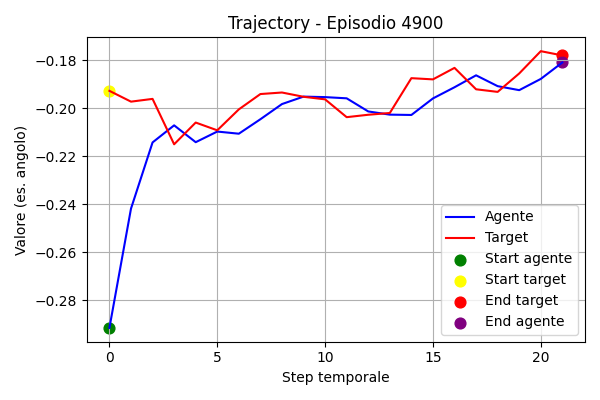 Trajectory - Episodio 4900
Valore (es. angolo)
−0.18
−0.20
−0.22
−0.24
−0.26
−0.28
0
5
10
15
20
Step temporale
Agente
Target
Start agente
Start target
End target
End agente